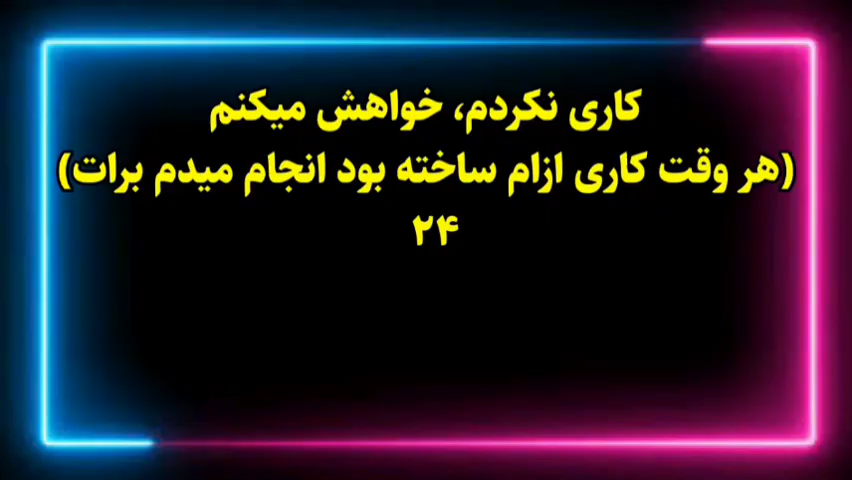 کاری نکردم، خواهش میکنم
(هر وقت کاری ازام ساخته بود انجام میدم برات)
۲۴